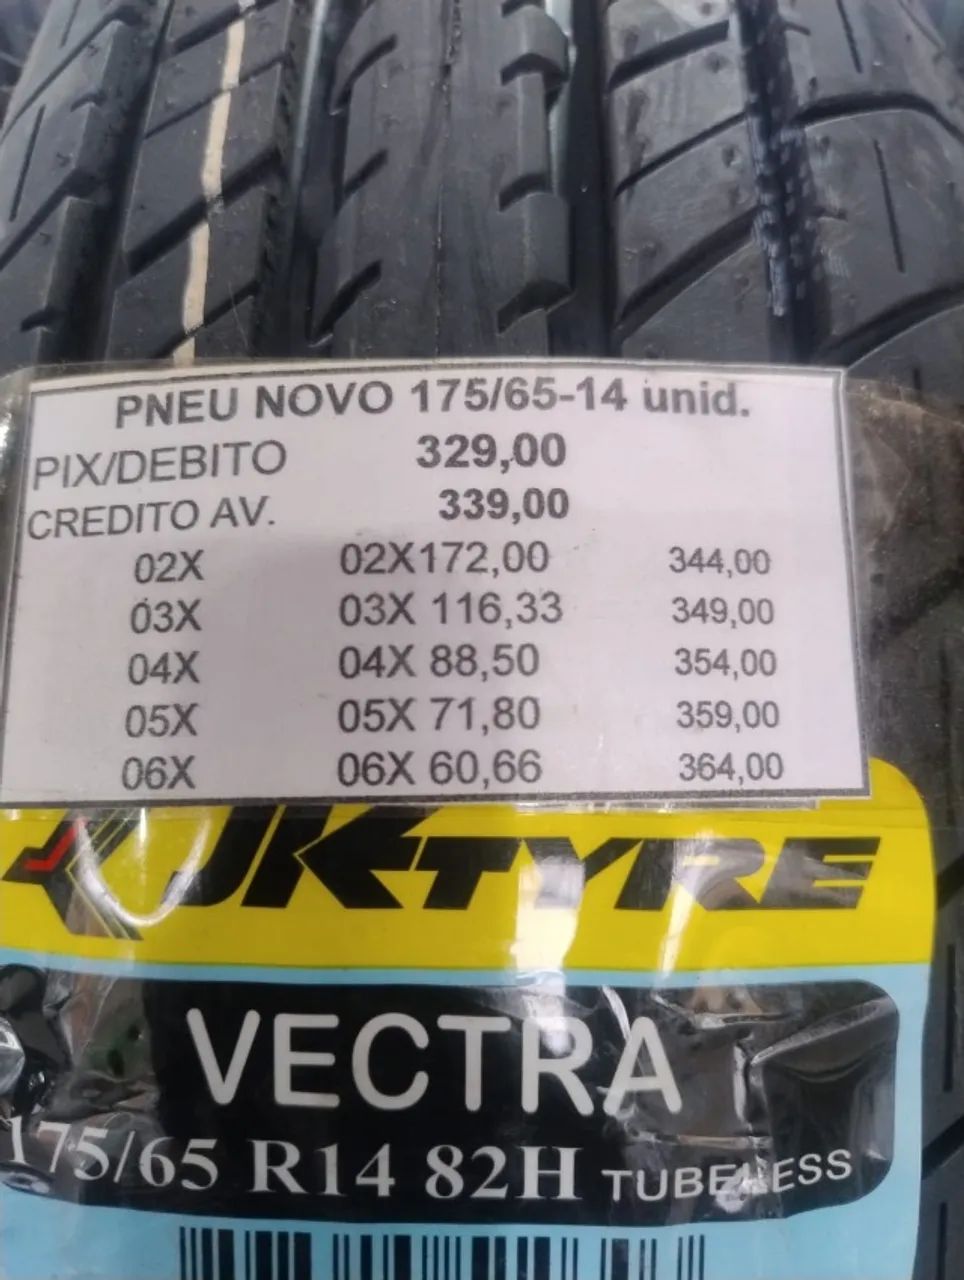 PNEU NOVO 175/65-14 unid.
PIX/DEBITO 329,00
CREDITO AV. 339,00
02X 02X172,00 344,00
03X 03X 116,33 349,00
04X 04X 88,50 354,00
05X 05X 71,80 359,00
06X 06X 60,66 364,00
JKTYRE
VECTRA
175/65 R14 82H TUBELESS